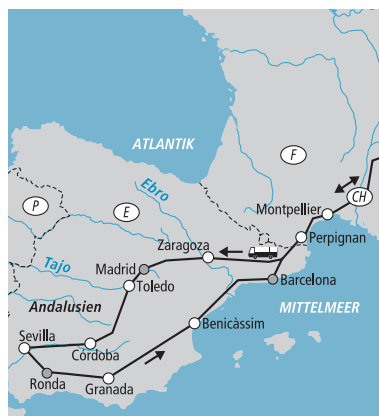 ATLANTIK
F
Ebro
P
E
CH
Montpellier
Zaragoza
Perpignan
Tajo
Madrid
Barcelona
Toledo
Andalusien
MITTELMEER
Benicàssim
Sevilla
Córdoba
Ronda
Granada